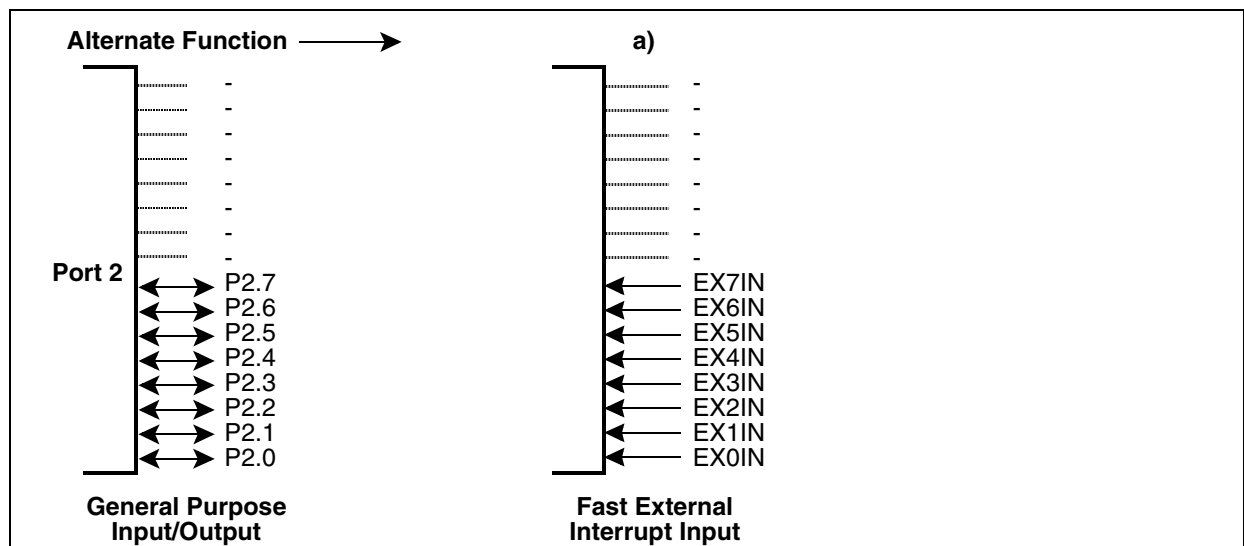 Alternate Function a)
- -
- -
- -
- -
- -
- -
- -
- -
Port 2
P2.7 EX7IN
P2.6 EX6IN
P2.5 EX5IN
P2.4 EX4IN
P2.3 EX3IN
P2.2 EX2IN
P2.1 EX1IN
P2.0 EX0IN
General Purpose Fast External
Input/Output Interrupt Input